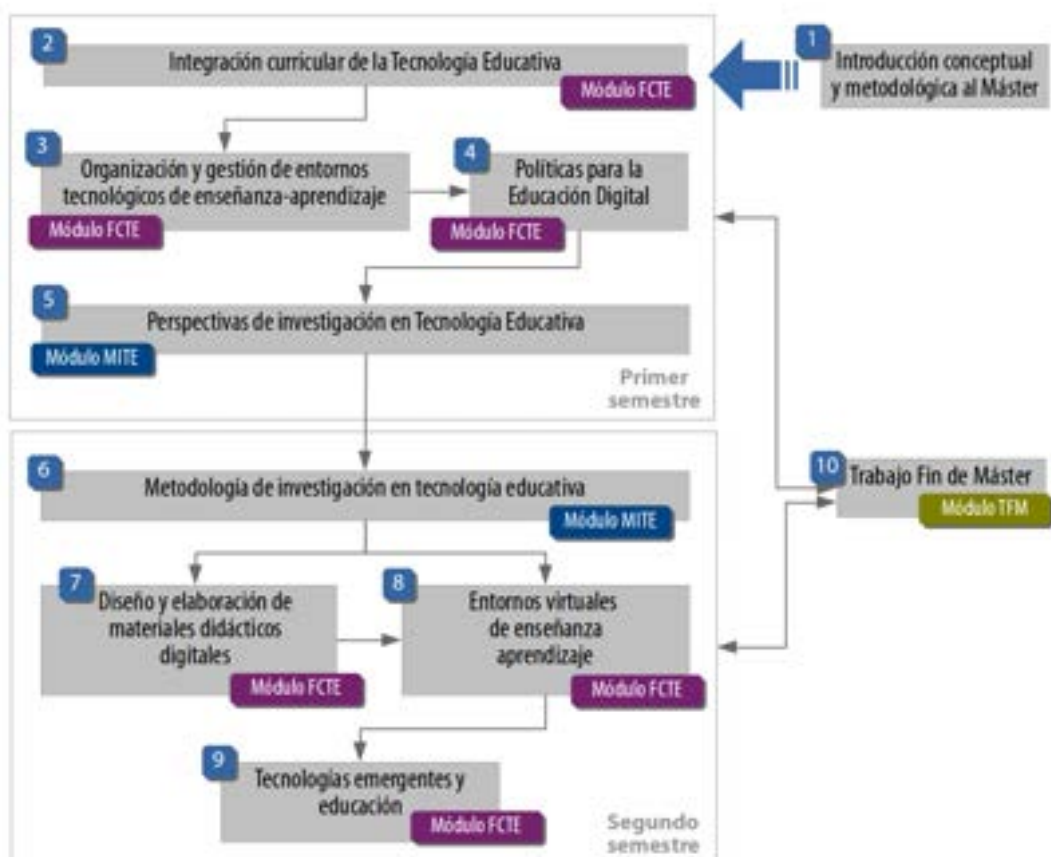 1
Introducción conceptual
y metodológica al Máster
2
Integración curricular de la Tecnología Educativa
Módulo FCTE
3
Organización y gestión de entornos
tecnológicos de enseñanza-aprendizaje
Módulo FCTE
4
Políticas para la
Educación Digital
Módulo FCTE
5
Perspectivas de investigación en Tecnología Educativa
Módulo MITE
Primer
semestre
6
Metodología de investigación en tecnología educativa
Módulo MITE
7
Diseño y elaboración de
materiales didácticos
digitales
Módulo FCTE
8
Entornos virtuales
de enseñanza
aprendizaje
Módulo FCTE
9
Tecnologías emergentes y
educación
Módulo FCTE
Segundo
semestre
10
Trabajo Fin de Máster
Módulo TFM